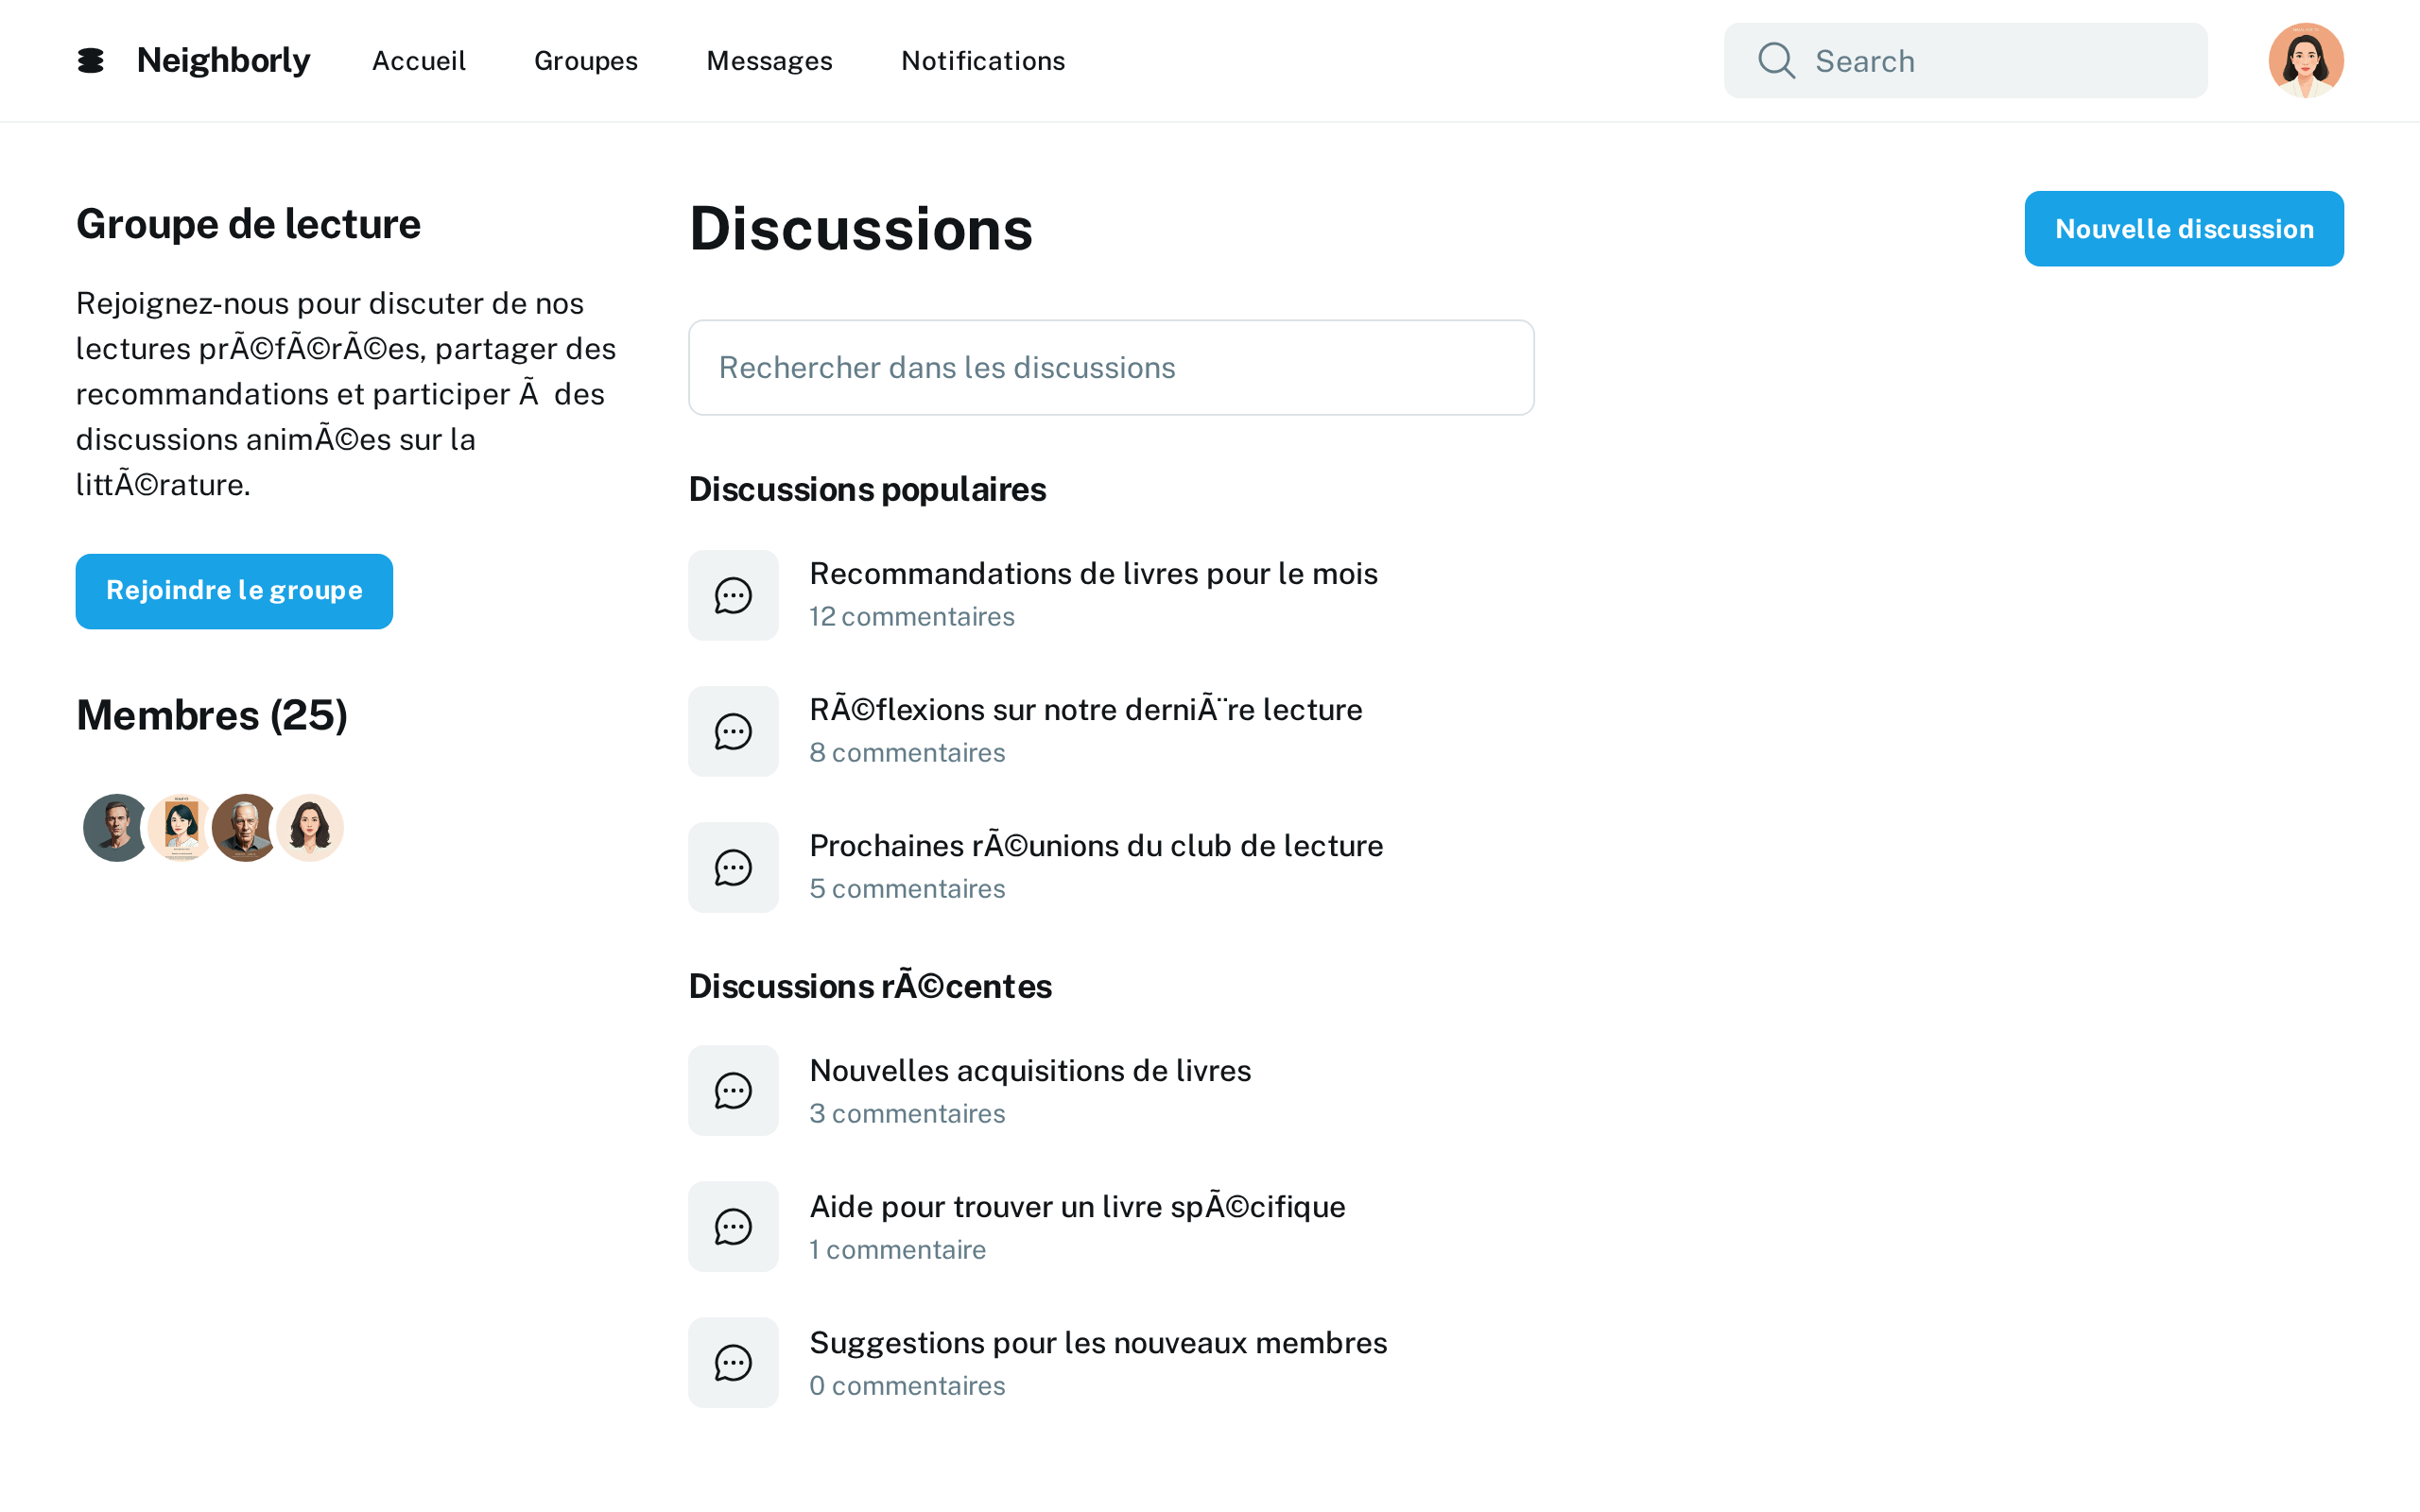 Neighborly
Accueil
Groupes
Messages
Notifications
Search
Groupe de lecture
Rejoignez-nous pour discuter de nos
lectures prÃ©fÃ©rÃ©es, partager des
recommandations et participer Ã  des
discussions animÃ©es sur la
littÃ©rature.
Rejoindre le groupe
Membres (25)
Discussions
Nouvelle discussion
Rechercher dans les discussions
Discussions populaires
Recommandations de livres pour le mois
12 commentaires
RÃ©flexions sur notre derniÃ¨re lecture
8 commentaires
Prochaines rÃ©unions du club de lecture
5 commentaires
Discussions rÃ©centes
Nouvelles acquisitions de livres
3 commentaires
Aide pour trouver un livre spÃ©cifique
1 commentaire
Suggestions pour les nouveaux membres
0 commentaires